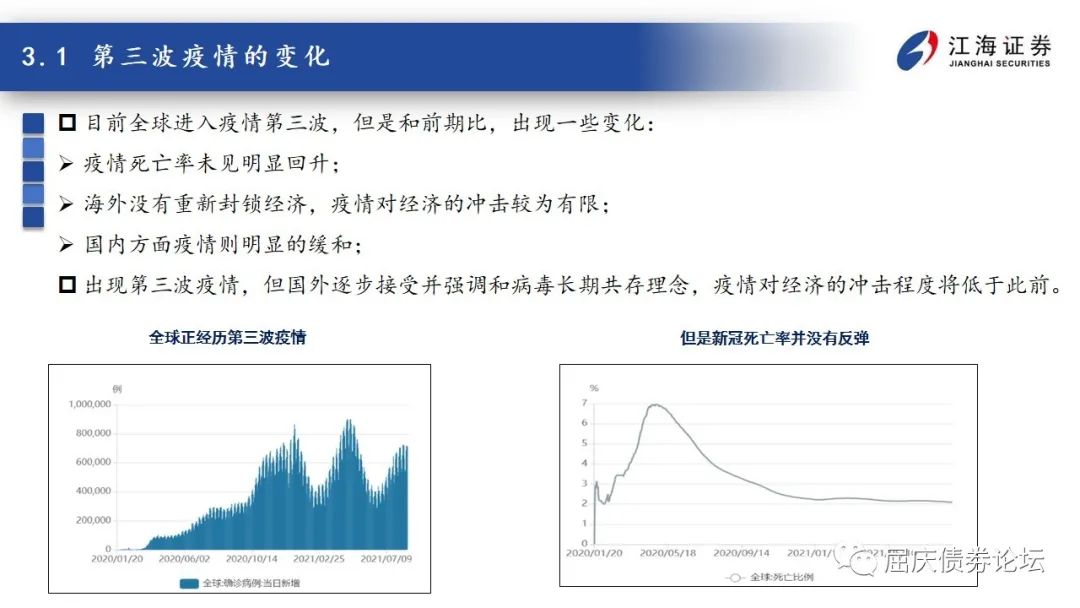 3.1 第三波疫情的变化
江海证券
JIANGHAI SECURITIES
目前全球进入疫情第三波，但是和前期比，出现一些变化：
疫情死亡率未见明显回升；
海外没有重新封锁经济，疫情对经济的冲击较为有限；
国内方面疫情则明显的缓和；
出现第三波疫情，但国外逐步接受并强调和病毒长期共存理念，疫情对经济的冲击程度将低于此前。
全球正经历第三波疫情
例
1,000,000
800,000
600,000
400,000
200,000
0
2020/01/20 2020/06/02 2020/10/14 2021/02/25 2021/07/09
全球:确诊病例:当日新增
但是新冠死亡率并没有反弹
%
7
6
5
4
3
2
1
0
2020/01/20 2020/05/18 2020/09/14
全球:死亡比例
屈庆债券论坛